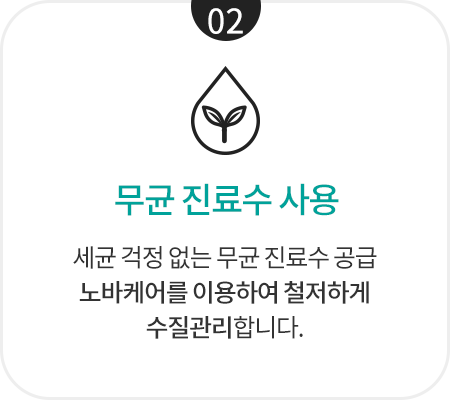 02
무균 진료수 사용
세균 걱정 없는 무균 진료수 공급
노바케어를 이용하여 철저하게
수질관리합니다.